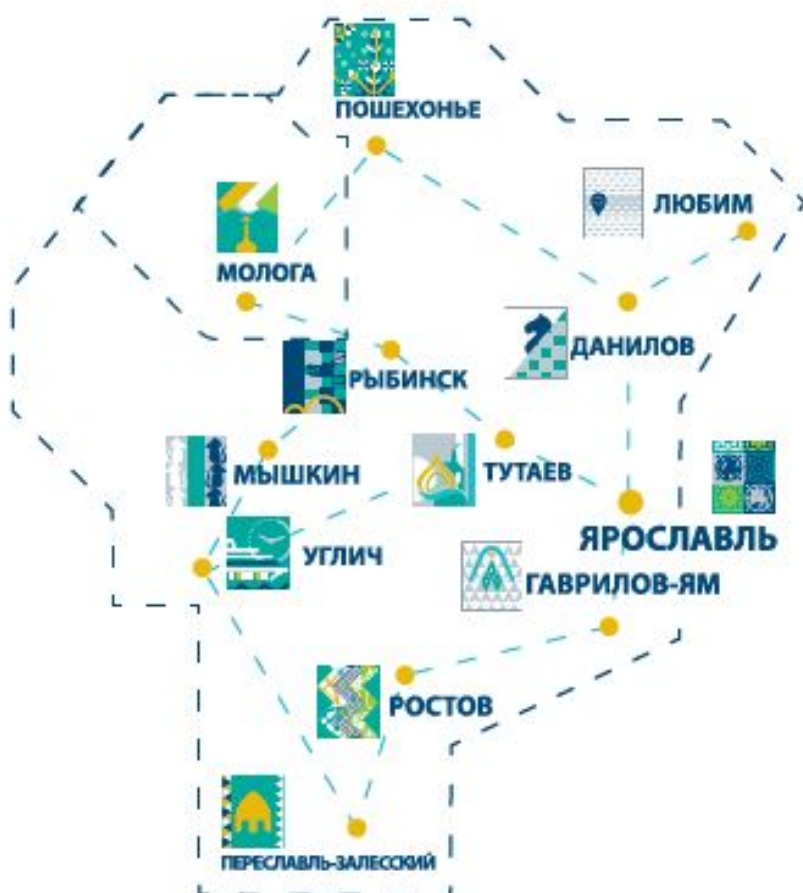 ПОШЕХОНЬЕ
ЛЮБИМ
МОЛОГА
ДАНИЛОВ
РЫБИНСК
МЫШКИН
ТУТАЕВ
ЯРОСЛАВЛЬ
УГЛИЧ
ГАВРИЛОВ-ЯМ
РОСТОВ
ПЕРЕСЛАВЛЬ-ЗАЛЕССКИЙ